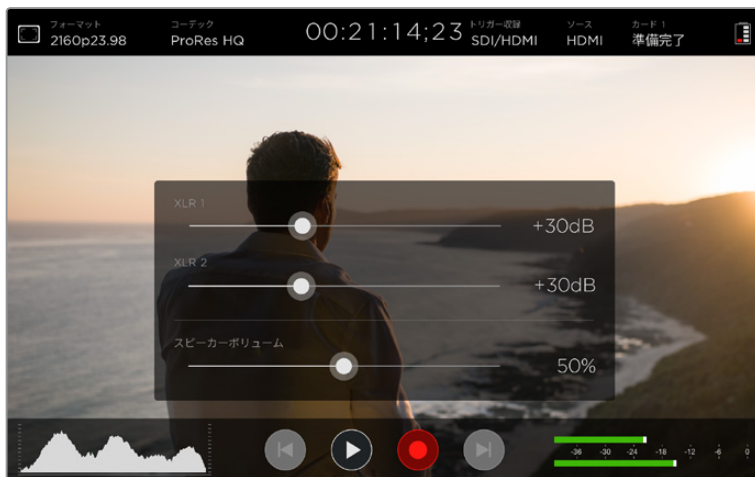 フォーマット
2160p23.98
コーデック
ProRes HQ
00:21:14;23
トリガー収録
SDI/HDMI
ソース
HDMI
カード 1
準備完了
XLR 1
+30dB
XLR 2
+30dB
スピーカーボリューム
50%
-36 -30 -24 -18 -12 -6 0